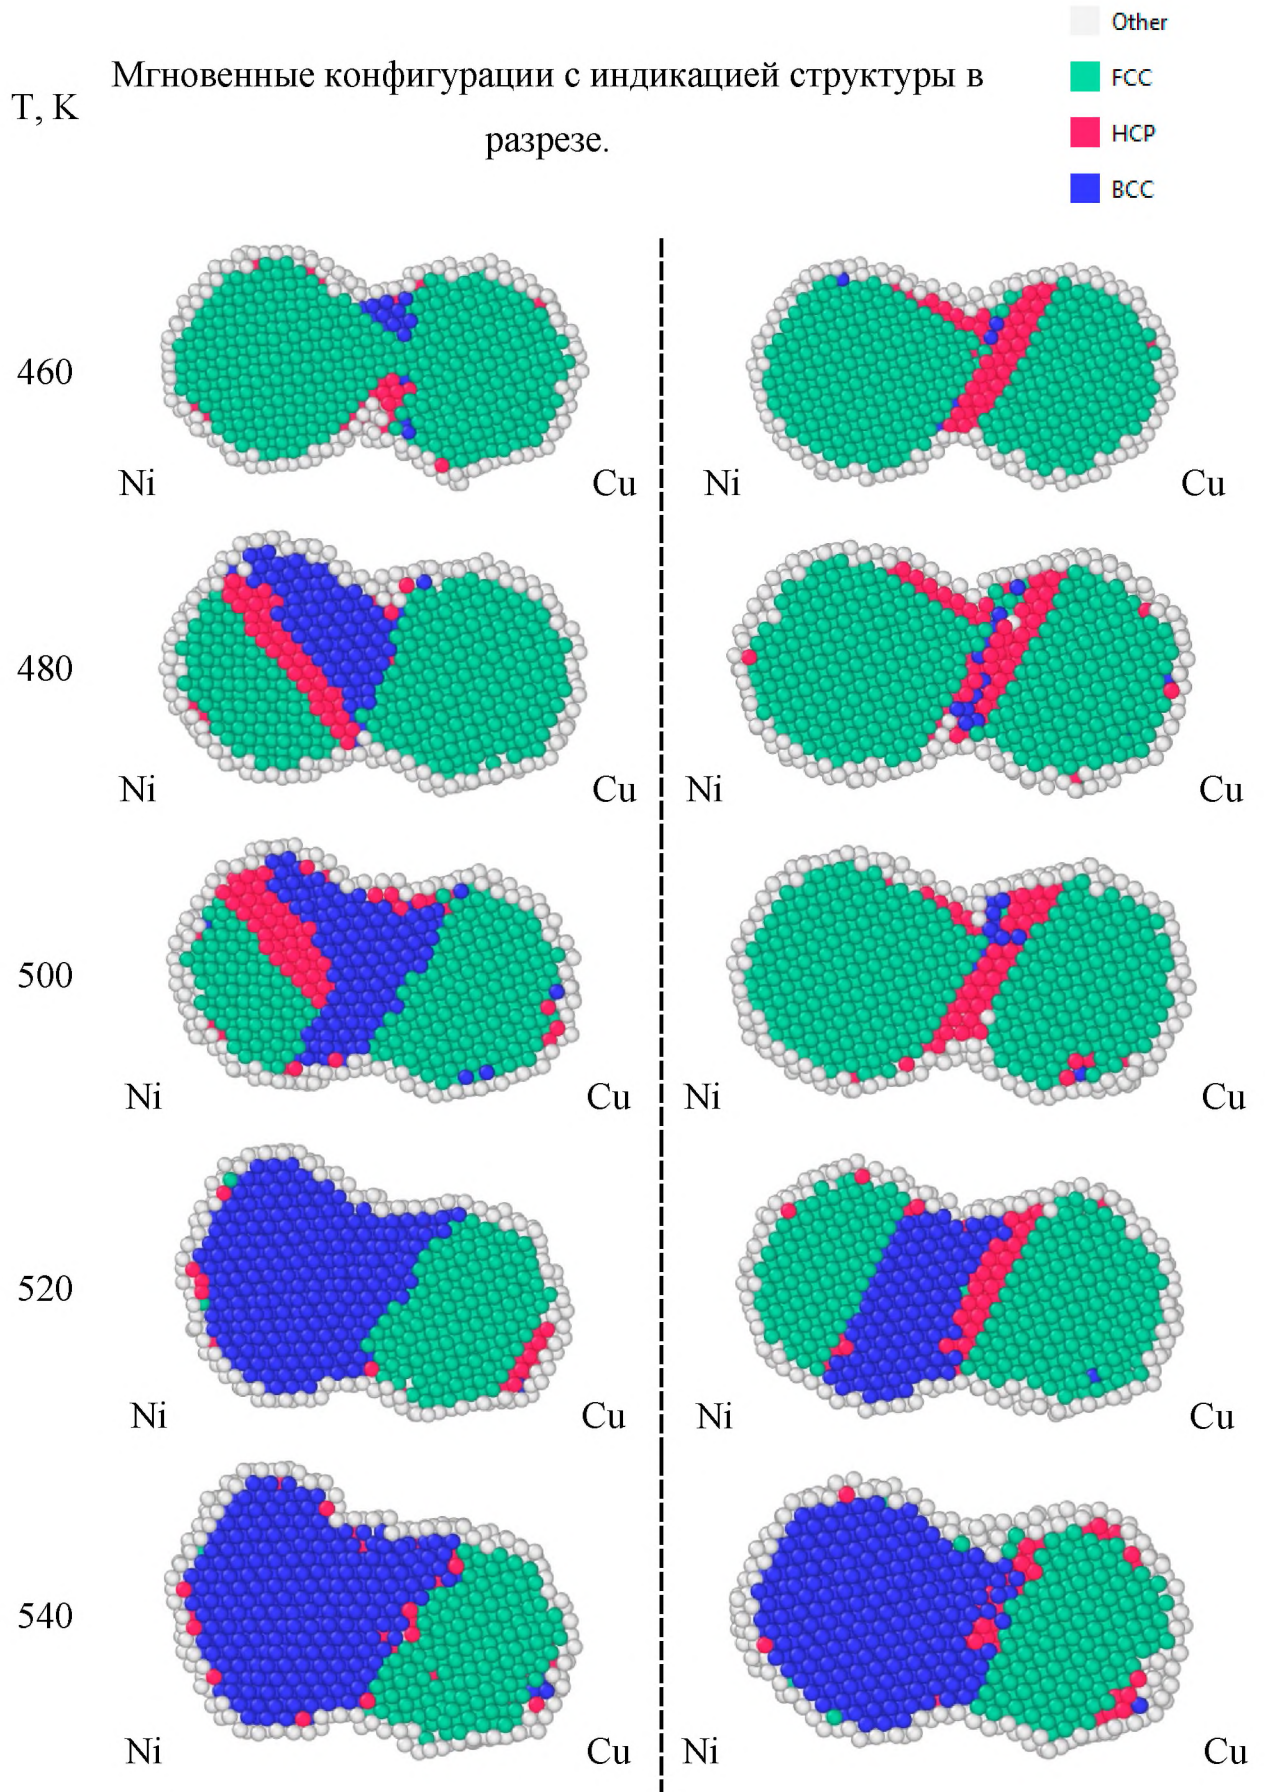 Other
Мгновенные конфигурации с индикацией структуры в
разрезе.
T, K
FCC
HCP
BCC
460
Ni
Cu
Ni
Cu
480
Ni
Cu
Ni
Cu
500
Ni
Cu
Ni
Cu
520
Ni
Cu
Ni
Cu
540
Ni
Cu
Ni
Cu